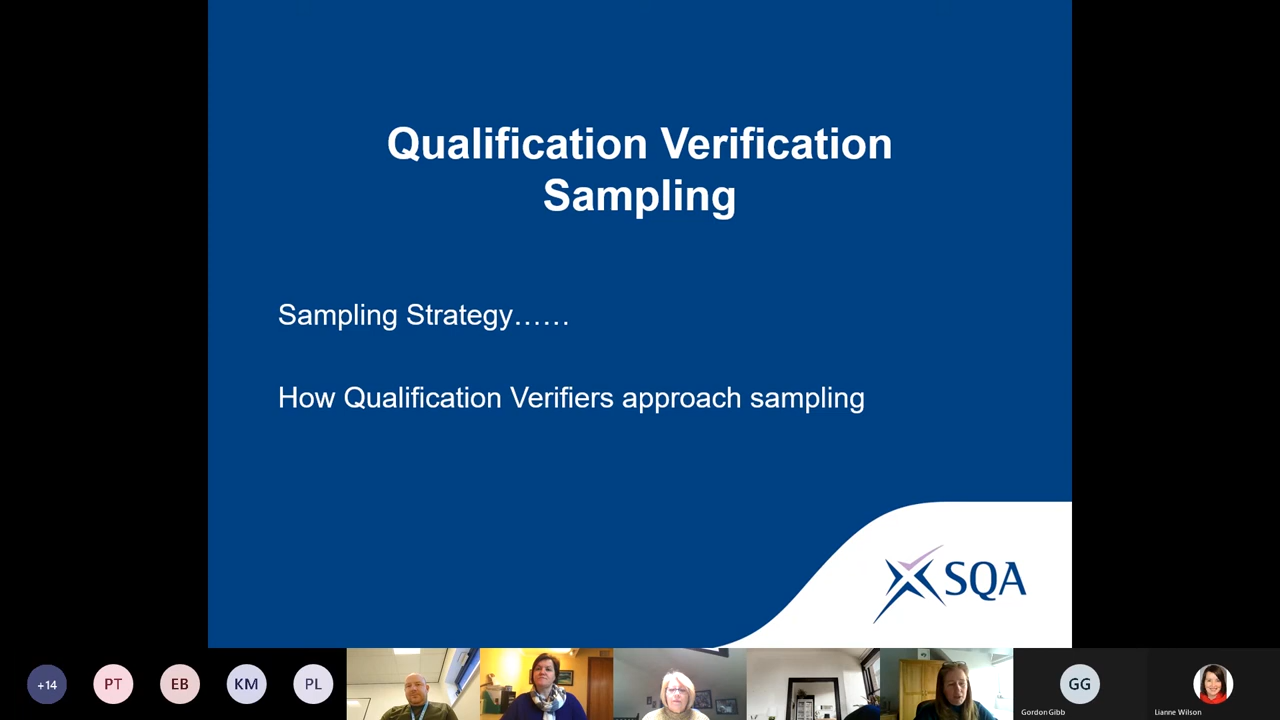 Qualification Verification
Sampling
Sampling Strategy……
How Qualification Verifiers approach sampling
SQA
+14
PT
EB
KM
PL
GG
Gordon Gibb
Lianne Wilson